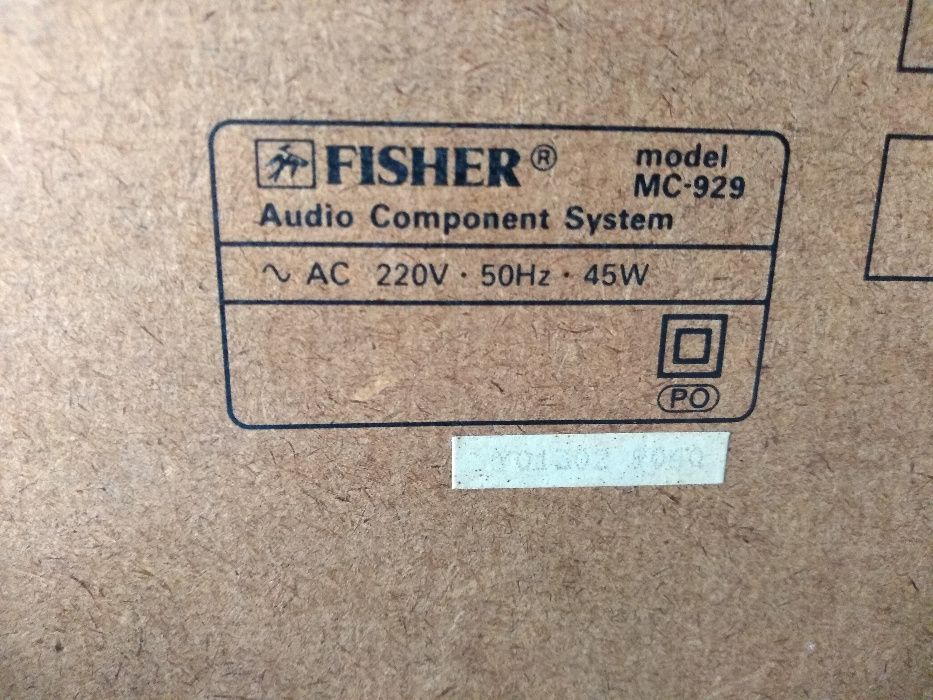 FISHER® model
MC-929
Audio Component System
~ AC 220V · 50Hz · 45W
PO